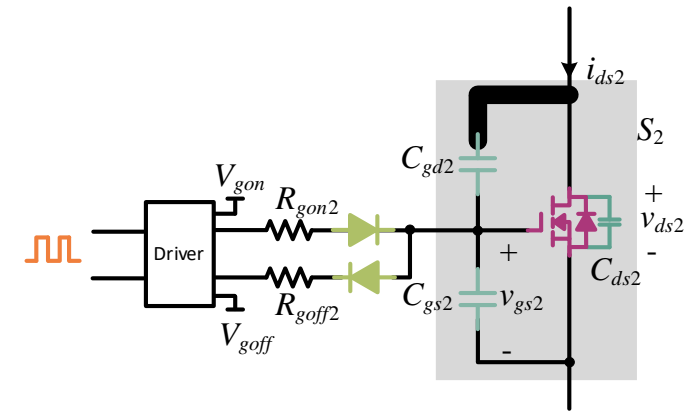 i_ds2
S_2
C_gd2
V_gon
R_gon2
Driver
+
v_ds2
-
+
C_ds2
R_goff2
C_gs2
v_gs2
V_goff
-